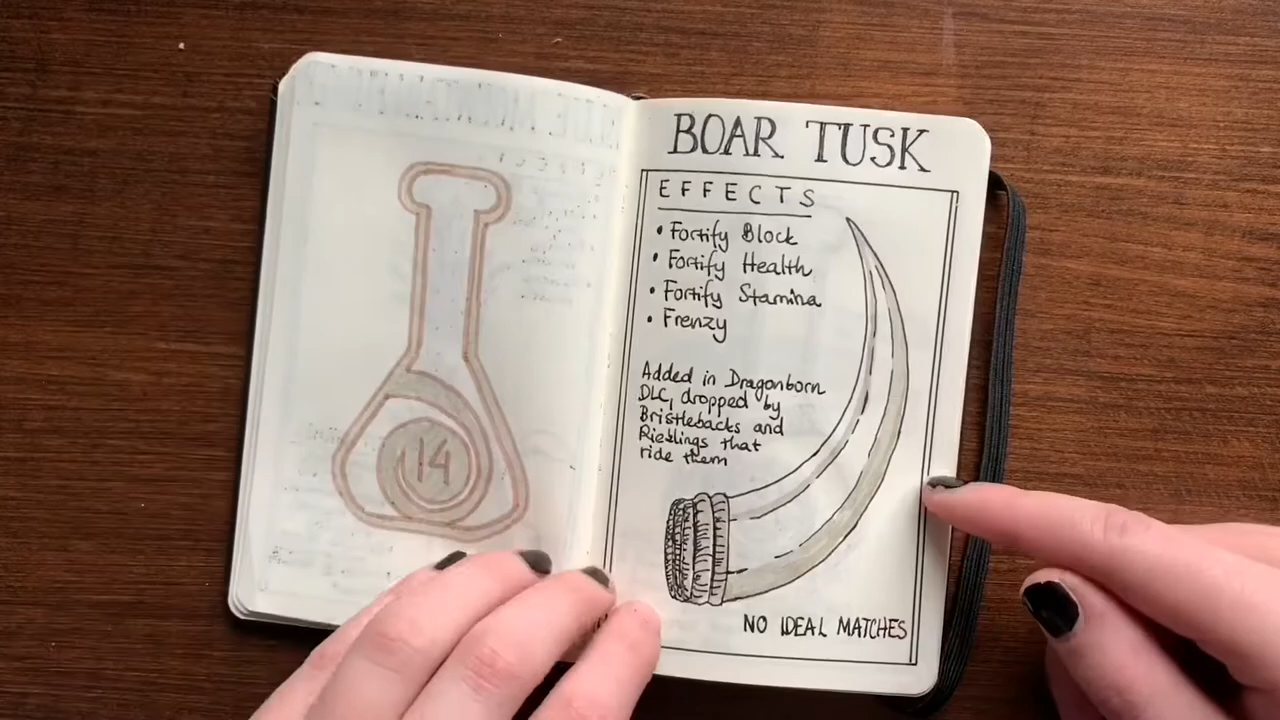 14
BOAR TUSK
EFFECTS
• Fortify Block
• Fortify Health
• Fortify Stamina
• Frenzy
Added in Dragonborn
DLC, dropped by
Bristlebacks and
Rieklings that
ride them
NO IDEAL MATCHES